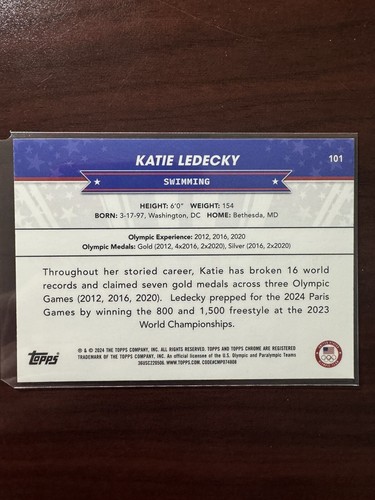 KATIE LEDECKY
101
SWIMMING
HEIGHT: 6'0" WEIGHT: 154
BORN: 3-17-97, Washington, DC HOME: Bethesda, MD
Olympic Experience: 2012, 2016, 2020
Olympic Medals: Gold (2012, 4x2016, 2x2020), Silver (2016, 2x2020)
Throughout her storied career, Katie has broken 16 world
records and claimed seven gold medals across three Olympic
Games (2012, 2016, 2020). Ledecky prepped for the 2024 Paris
Games by winning the 800 and 1,500 freestyle at the 2023
World Championships.
Topps
® & © 2024 THE TOPPS COMPANY, INC. ALL RIGHTS RESERVED. TOPPS AND TOPPS CHROME ARE REGISTERED
TRADEMARK OF THE TOPPS COMPANY, INC. An official licensee of the U.S. Olympic and Paralympic Teams
36USC220506. WWW.TOPPS.COM. CODE#CMP074808